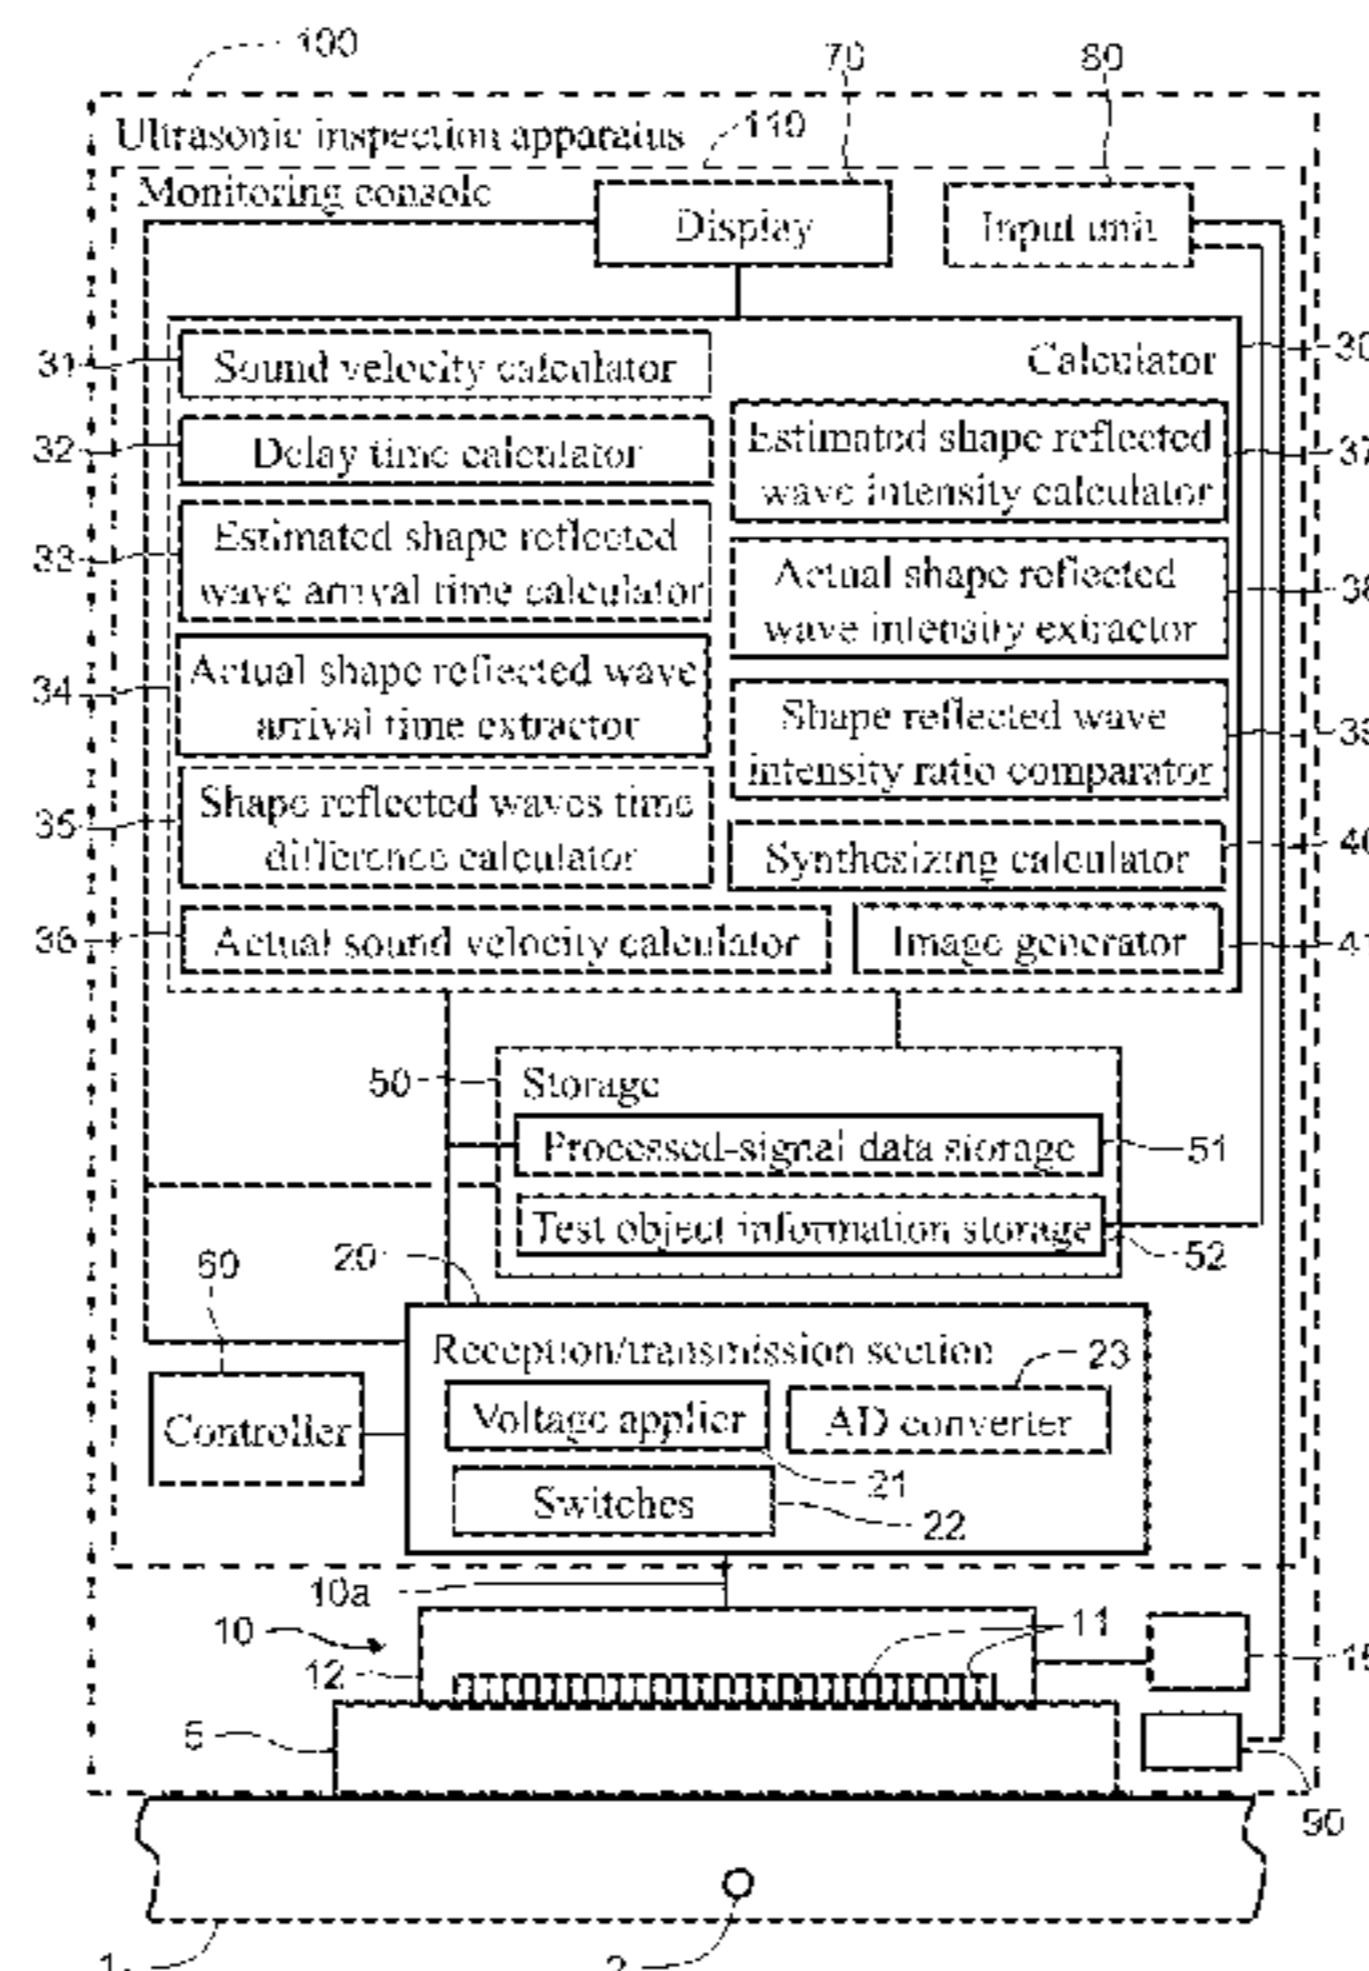 100
70
80
Ultrasonic inspection apparatus
110
Monitoring console
Display
Input unit
31
Sound velocity calculator
Calculator
30
32
Delay time calculator
Estimated shape reflected
wave intensity calculator
37
33
Estimated shape reflected
wave arrival time calculator
Actual shape reflected
wave intensity extractor
38
34
Actual shape reflected wave
arrival time extractor
Shape reflected wave
intensity ratio comparator
35
Shape reflected waves time
difference calculator
Synthesizing calculator
40
36
Actual sound velocity calculator
Image generator
41
50
Storage
Processed-signal data storage
51
Test object information storage
52
60
20
Reception/transmission section
23
Controller
Voltage applier
AD converter
21
Switches
22
10a
10
11
12
15
5
90
1
2